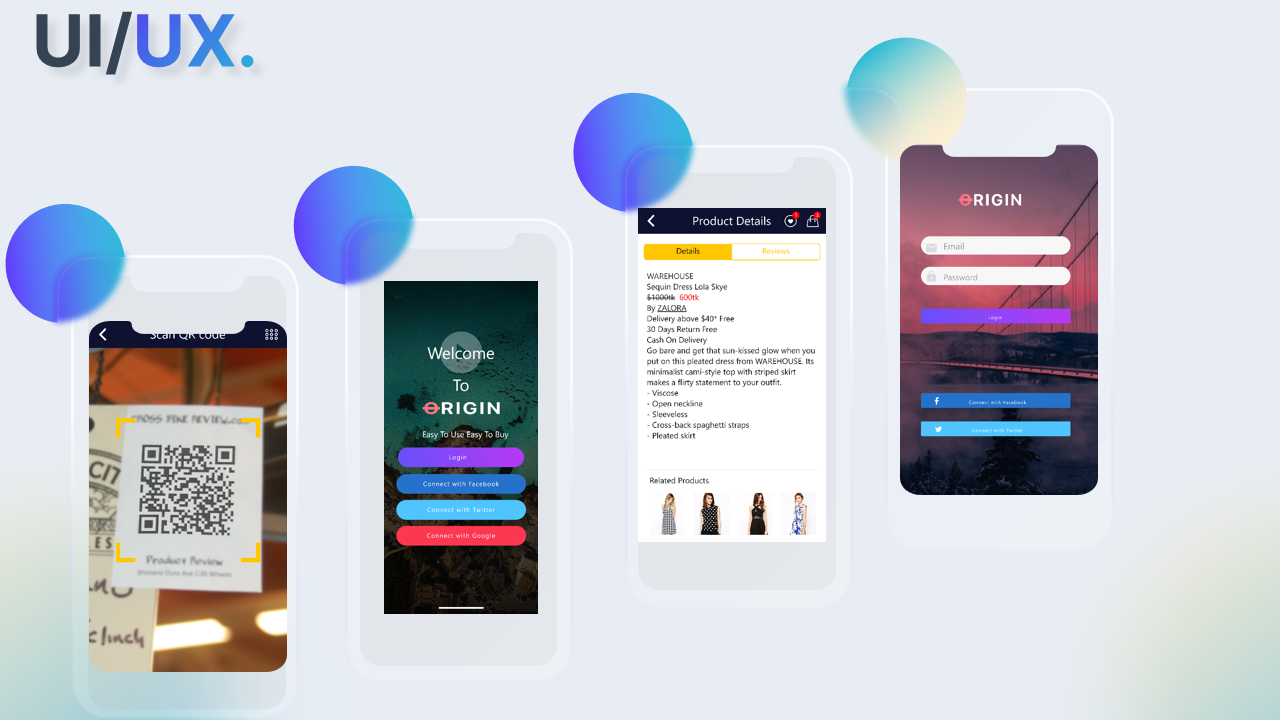 UI/UX.
Scan QR code
CROSS BIKE REVIEW.CO
CIT
ES
Product Review
Shimano Dura Ace C35 Wheels
c/inch
Welcome
To
ORIGIN
Easy To Use Easy To Buy
Login
Connect with Facebook
Connect with Twitter
Connect with Google
Product Details
Details
Reviews
WAREHOUSE
Sequin Dress Lola Skye
$1000tk 600tk
By ZALORA
Delivery above $40* Free
30 Days Return Free
Cash On Delivery
Go bare and get that sun-kissed glow when you
put on this pleated dress from WAREHOUSE. Its
minimalist cami-style top with striped skirt
makes a flirty statement to your outfit.
- Viscose
- Open neckline
- Sleeveless
- Cross-back spaghetti straps
- Pleated skirt
Related Products
ORIGIN
Email
Password
Login
Connect with Facebook
Connect with Twitter